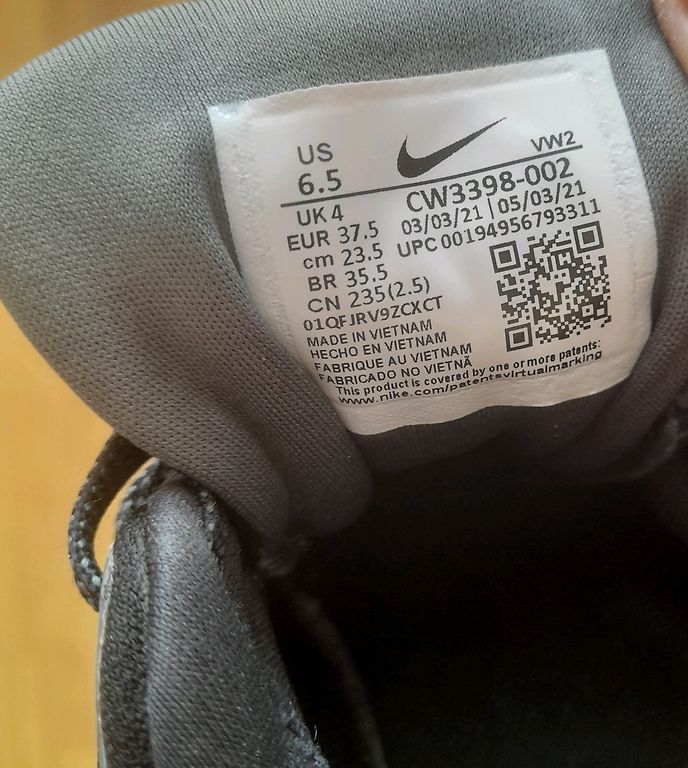 US
6.5
VW2
UK 4
CW3398-002
EUR 37.5
03/03/21 | 05/03/21
cm 23.5
UPC 00194956793311
BR 35.5
CN 235(2.5)
01QFJRV9ZCXCT
MADE IN VIETNAM
HECHO EN VIETNAM
FABRIQUE AU VIETNAM
FABRICADO NO VIETNÃ
This product is covered by one or more patents:
www.nike.com/patentsvirtualmarking